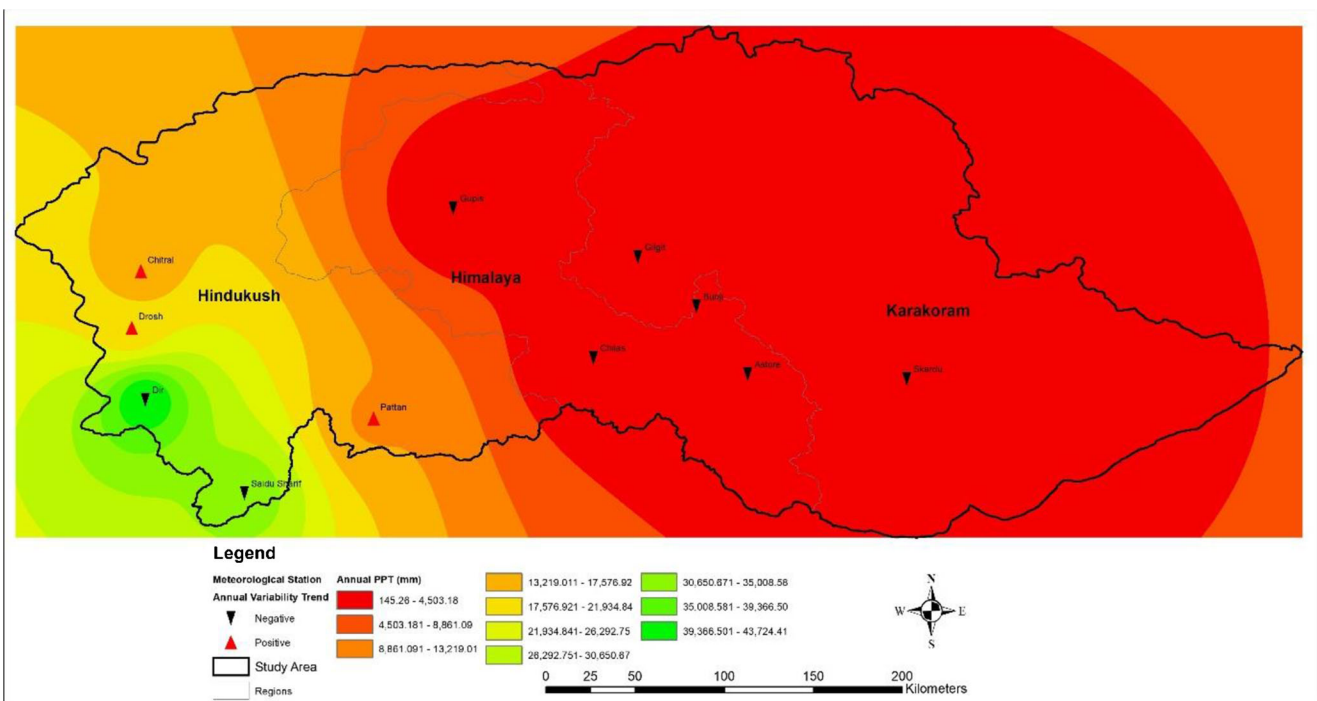 Gupis
Gilgit
Chitral
Himalaya
Hindukush
Bunji
Karakoram
Drosh
Chilas
Astore
Skardu
Dir
Pattan
Saidu Sharif
Legend
Meteorological Station
Annual Variability Trend
Negative
Positive
Study Area
Regions
Annual PPT (mm)
145.26 - 4,503.18
4,503.181 - 8,861.09
8,861.091 - 13,219.01
13,219.011 - 17,576.92
17,576.921 - 21,934.84
21,934.841 - 26,292.75
26,292.751- 30,650.67
30,650.671 - 35,008.58
35,008.581 - 39,366.50
39,366.501 - 43,724.41
N
W E
S
0 25 50 100 150 200
Kilometers